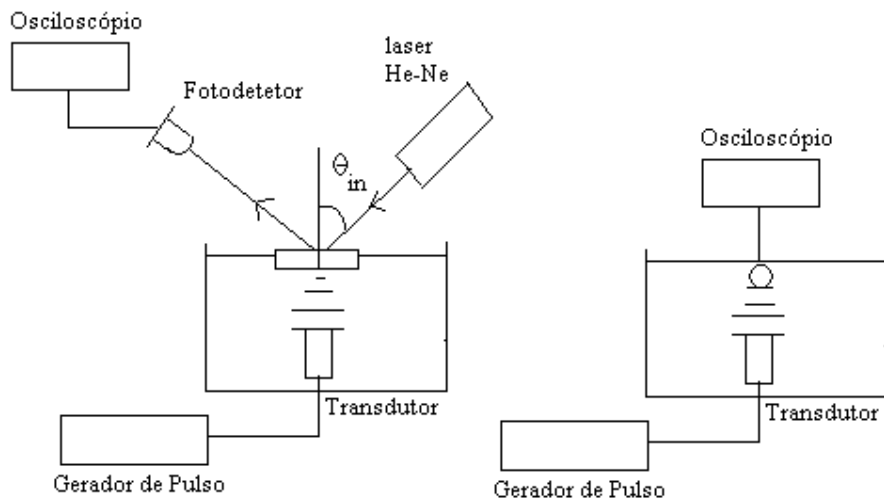 Osciloscópio
Fotodetetor
laser
He-Ne
θin
Transdutor
Gerador de Pulso
Osciloscópio
Transdutor
Gerador de Pulso